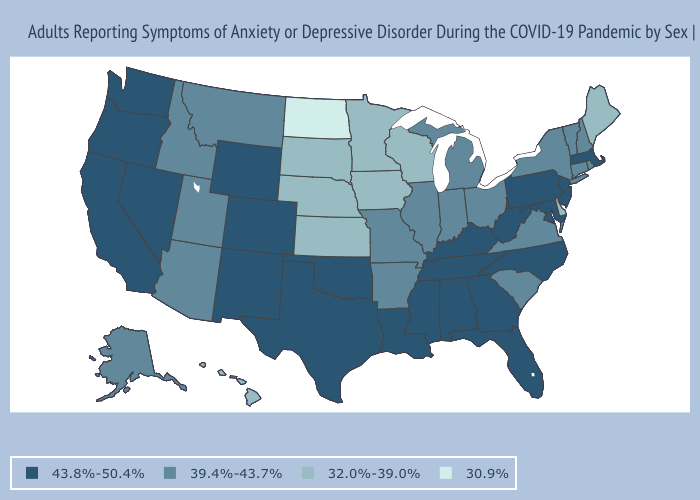 Adults Reporting Symptoms of Anxiety or Depressive Disorder During the COVID-19 Pandemic by Sex |
43.8%-50.4% 39.4%-43.7% 32.0%-39.0% 30.9%